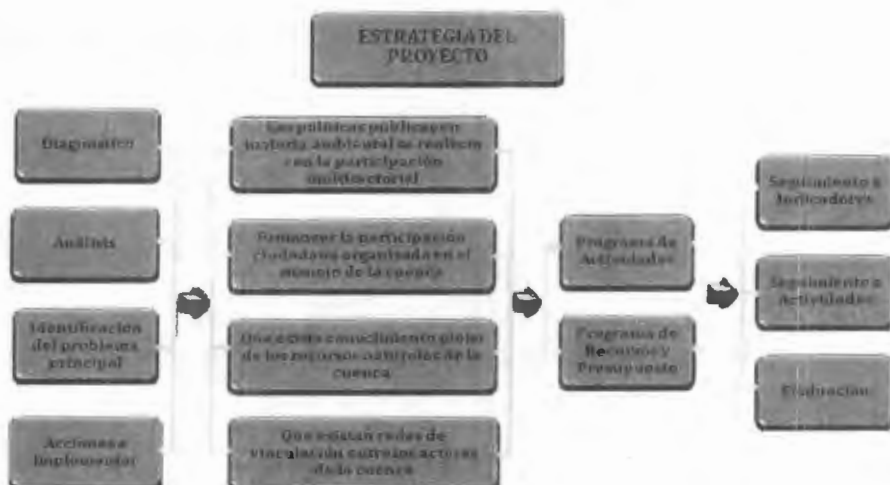 ESTRATEGIA DEL
PROYECTO
Diagnóstico
Análisis
Identificación
del problema
principal
Acciones a
Implementar
Las políticas publicas en
materia ambiental se realicen
con la participación
multisectorial
Fomancer la participación
ciudadana organizada en el
manejo de la cuenca
Que exista conocimiento
de los recursos naturales de la
cuenca
Que existan redes de
vinculación entre los actores
de la cuenca
Programa de
Actividades
Programa de
Recursos y
Presupuesto
Seguimiento a
Indicadores
Seguimiento a
Actividades
Evaluación